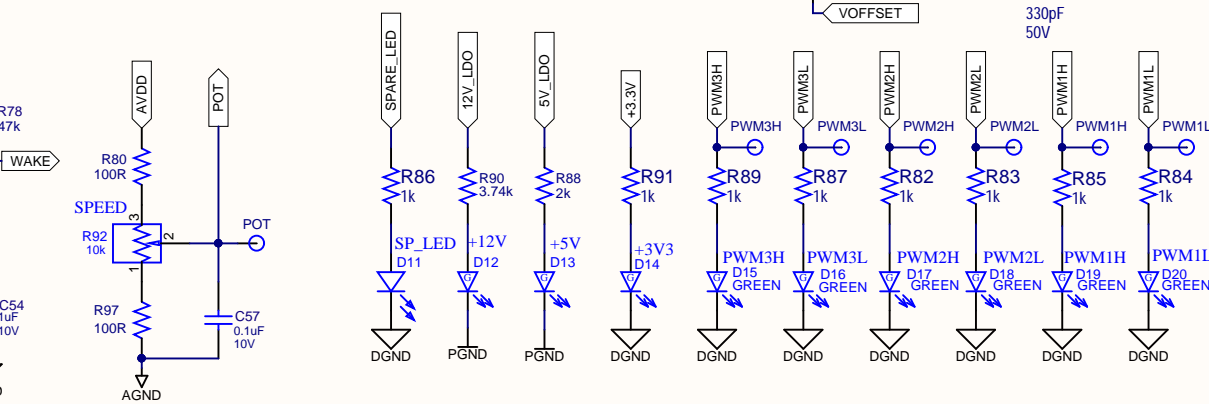 VOFFSET
330pF
50V
R78
47k
WAKE
AVDD
POT
R80
100R
SPEED
3
R92
10k
2
1
POT
R97
100R
C57
0.1uF
10V
AGND
C54
1uF
10V
SPARE_LED
R86
1k
SP_LED
D11
DGND
12V_LDO
R90
3.74k
+12V
D12
G
PGND
5V_LDO
R88
2k
+5V
D13
G
PGND
+3.3V
R91
1k
+3V3
D14
G
DGND
PWM3H
PWM3H
R89
1k
PWM3H
D15
GREEN
G
DGND
PWM3L
PWM3L
R87
1k
PWM3L
D16
GREEN
G
DGND
PWM2H
PWM2H
R82
1k
PWM2H
D17
GREEN
G
DGND
PWM2L
PWM2L
R83
1k
PWM2L
D18
GREEN
G
DGND
PWM1H
PWM1H
R85
1k
PWM1H
D19
GREEN
G
DGND
PWM1L
PWM1L
R84
1k
PWM1L
D20
GREEN
G
DGND